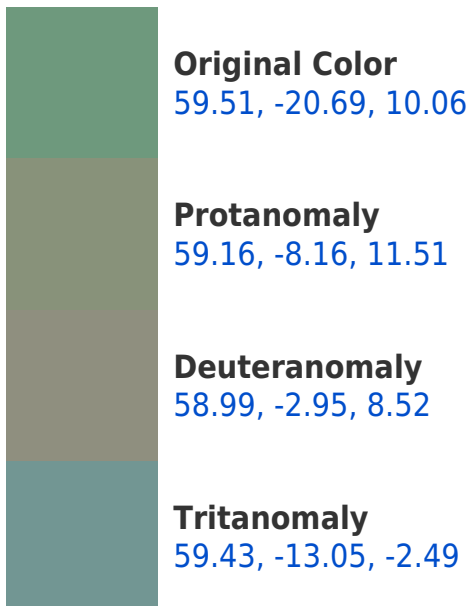 Original Color
59.51, -20.69, 10.06
Protanomaly
59.16, -8.16, 11.51
Deuteranomaly
58.99, -2.95, 8.52
Tritanomaly
59.43, -13.05, -2.49